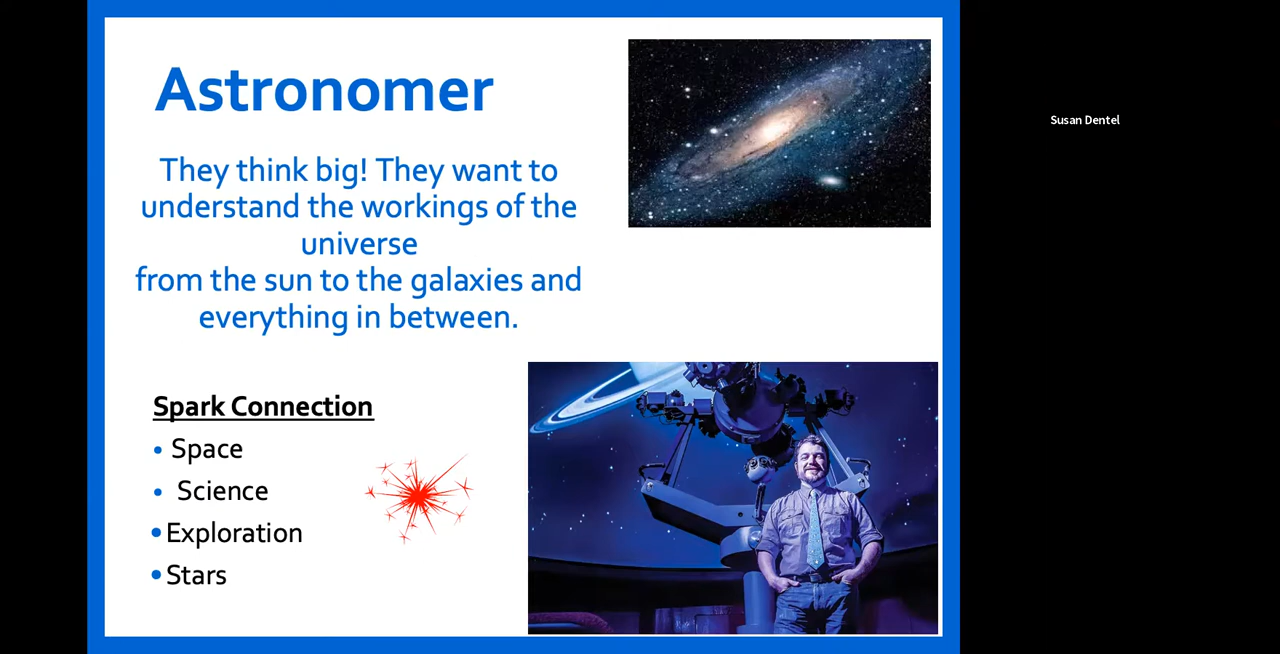 Astronomer
They think big! They want to
understand the workings of the
universe
from the sun to the galaxies and
everything in between.
Spark Connection
• Space
• Science
• Exploration
• Stars
Susan Dentel